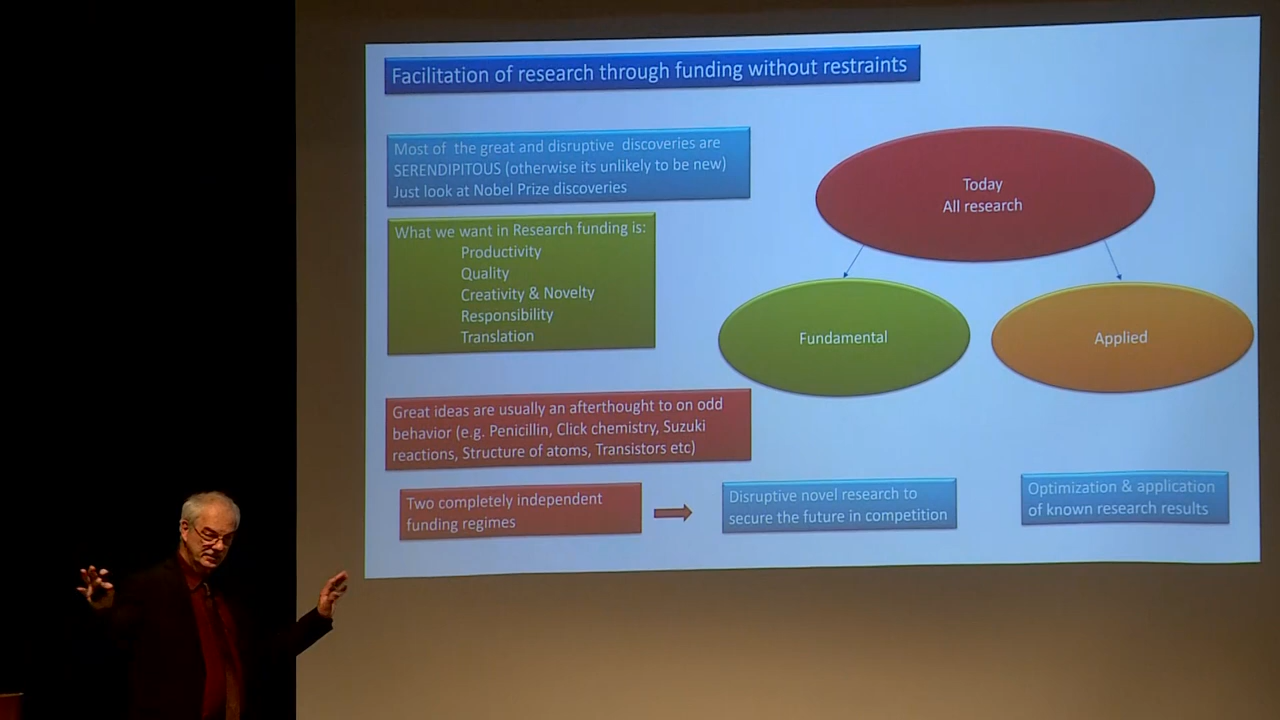 Facilitation of research through funding without restraints
Most of the great and disruptive discoveries are
SERENDIPITOUS (otherwise its unlikely to be new)
Just look at Nobel Prize discoveries
What we want in Research funding is:
Productivity
Quality
Creativity & Novelty
Responsibility
Translation
Today
All research
Fundamental
Applied
Great ideas are usually an afterthought to on odd
behavior (e.g. Penicillin, Click chemistry, Suzuki
reactions, Structure of atoms, Transistors etc)
Two completely independent
funding regimes
Disruptive novel research to
secure the future in competition
Optimization & application
of known research results